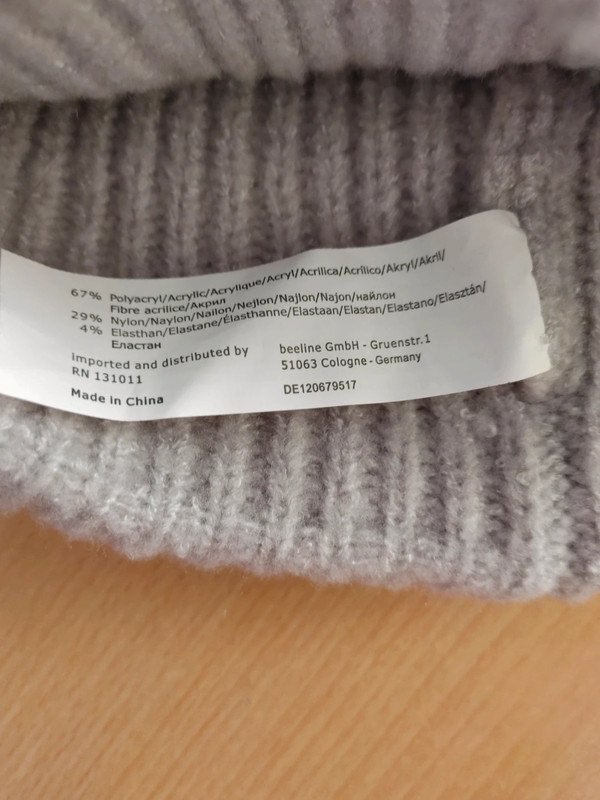 67% Polyacryl/Acrylic/Acrylique/Acryl/Acrilica/Acrílico/Akryl/Akril/
Fibre acrilice/Акрил
29% Nylon/Naylon/Nailon/Nejlon/Najlon/Najon/найлон
4% Elasthan/Elastane/Élasthanne/Elastaan/Elastan/Elastano/Elasztán/
Еластан
Imported and distributed by
RN 131011
beeline GmbH - Gruenstr.1
51063 Cologne - Germany
Made in China
DE120679517